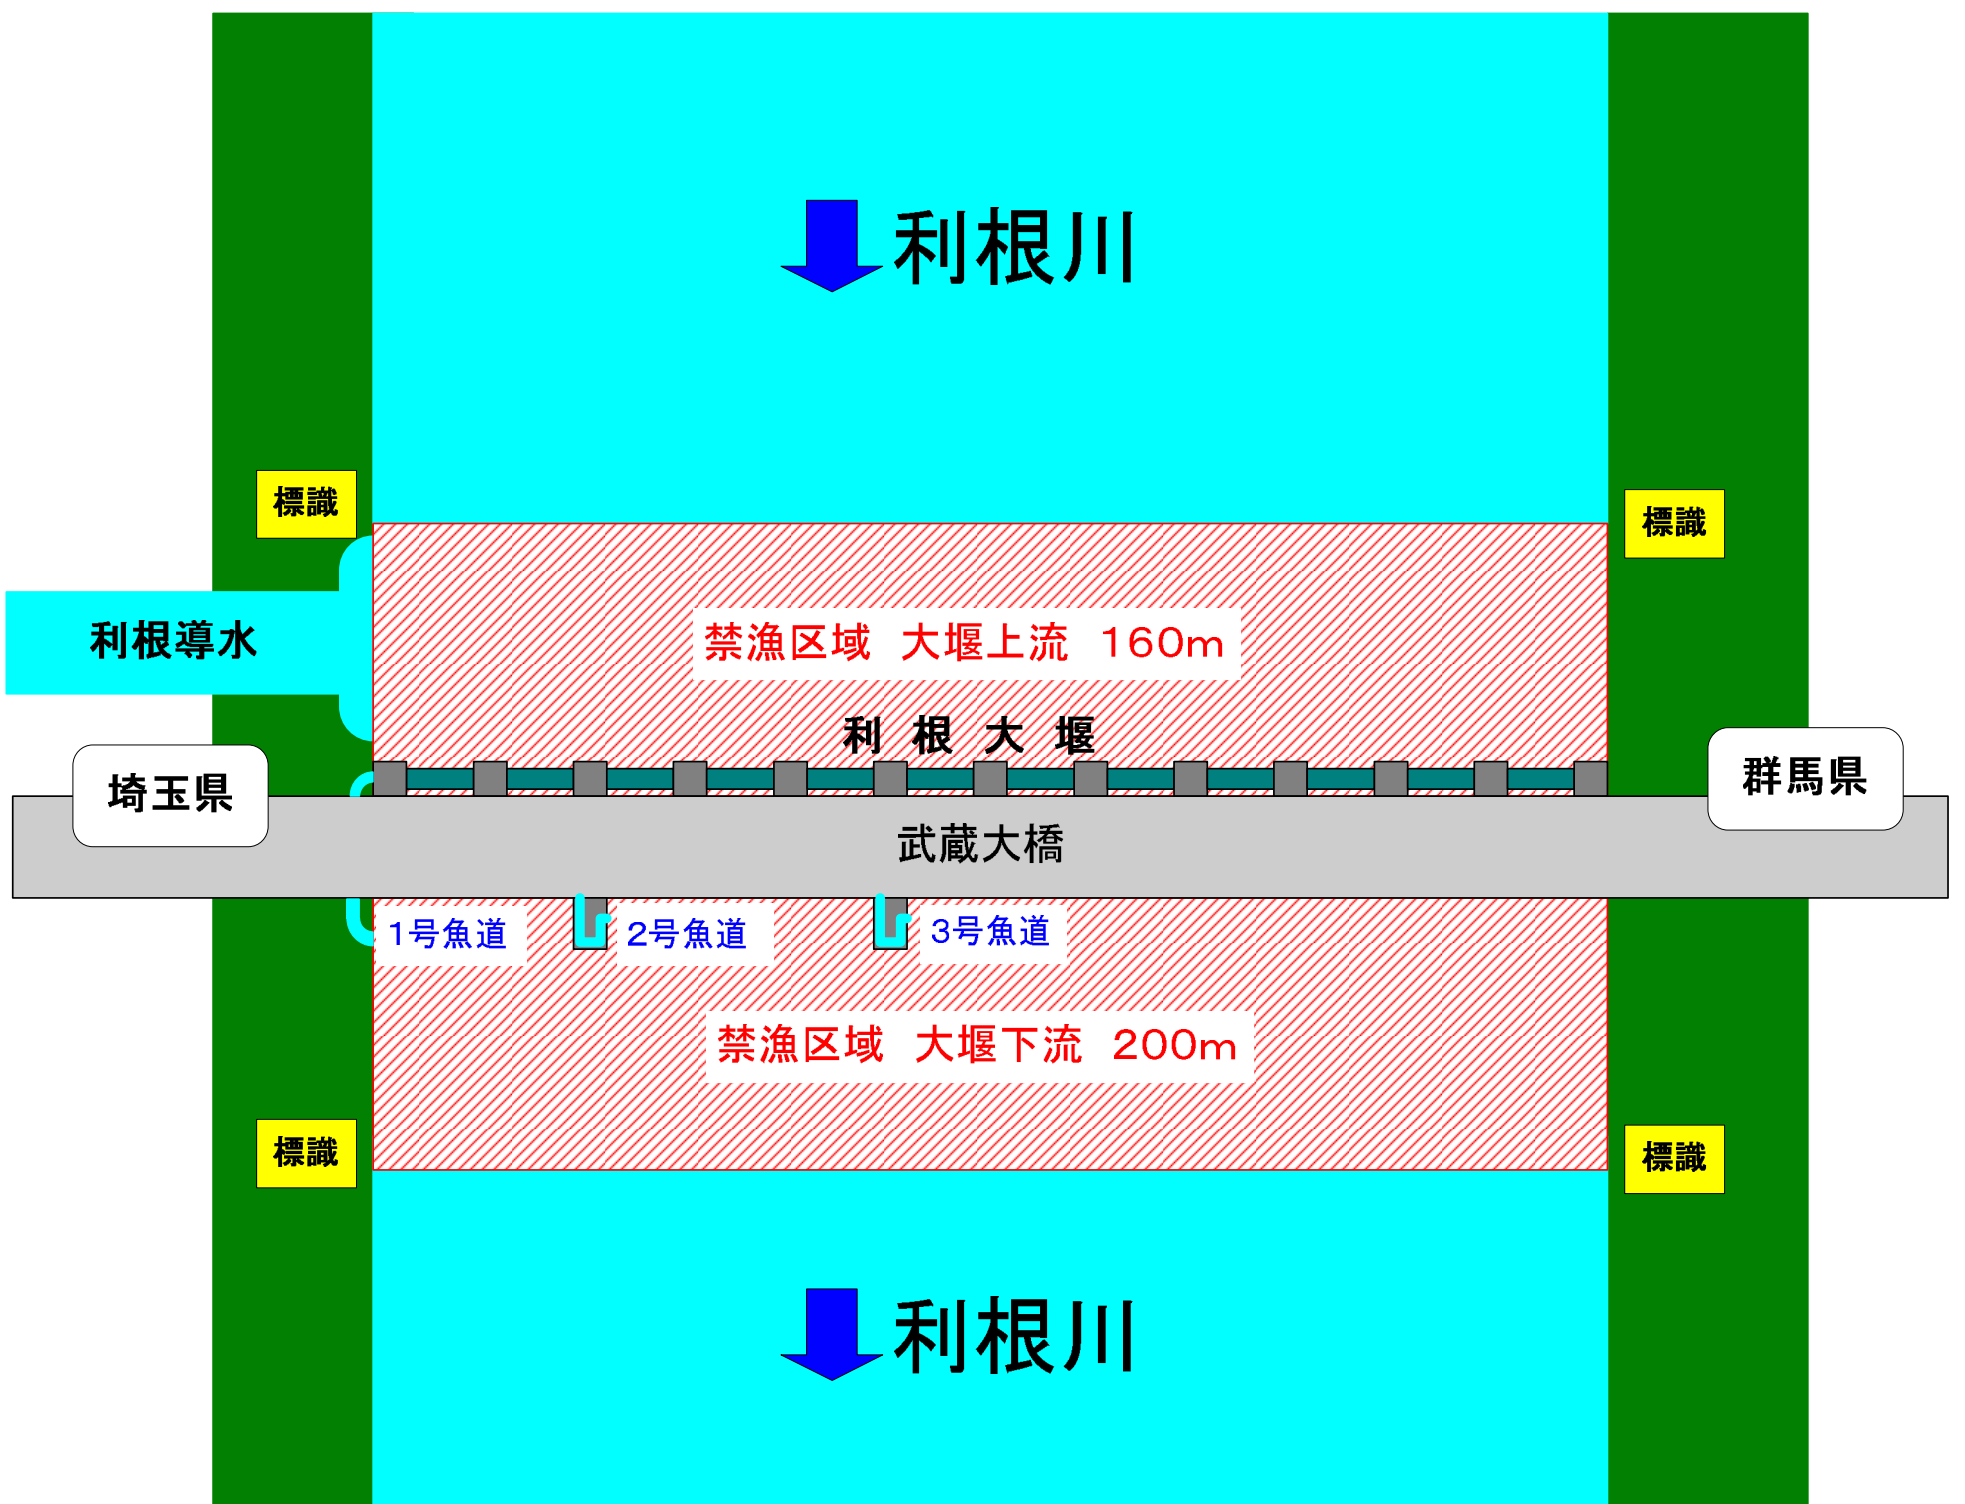 利根川
標識
標識
利根導水
禁漁区域　大堰上流　160m
利　根　大　堰
埼玉県
群馬県
武蔵大橋
1号魚道
2号魚道
3号魚道
禁漁区域　大堰下流　200m
標識
標識
利根川